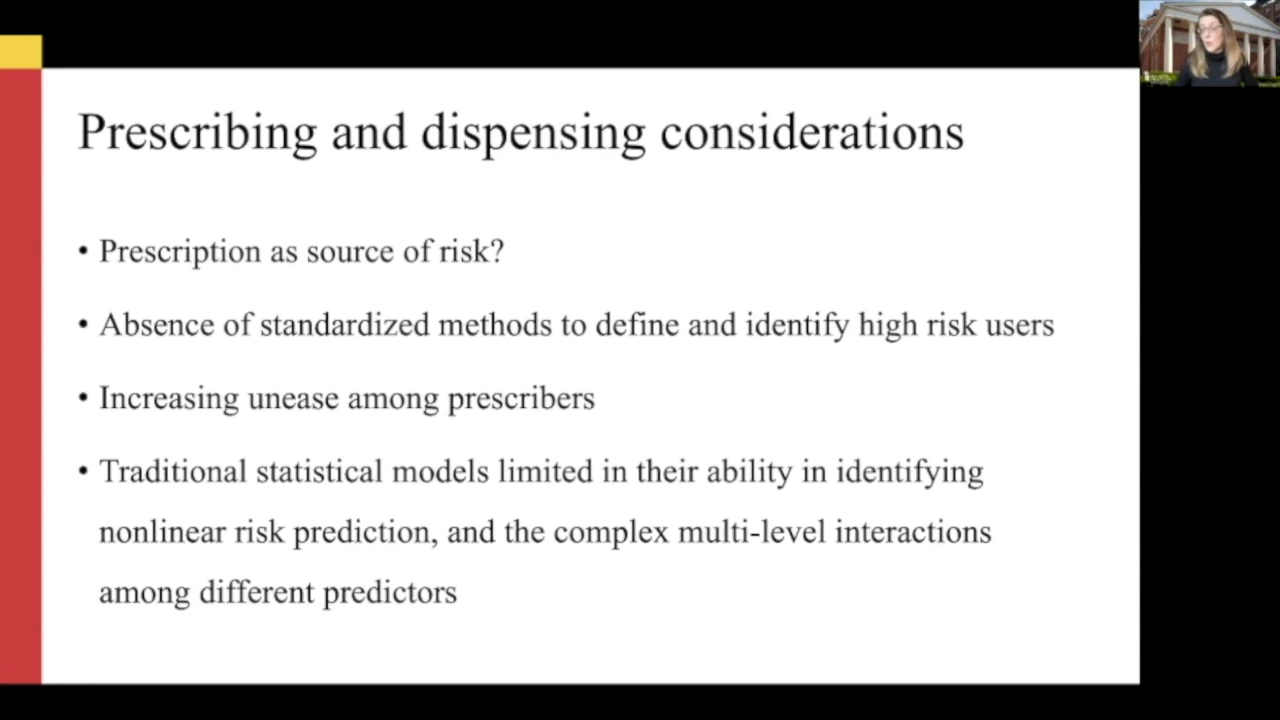 Prescribing and dispensing considerations
• Prescription as source of risk?
• Absence of standardized methods to define and identify high risk users
• Increasing unease among prescribers
• Traditional statistical models limited in their ability in identifying
nonlinear risk prediction, and the complex multi-level interactions
among different predictors